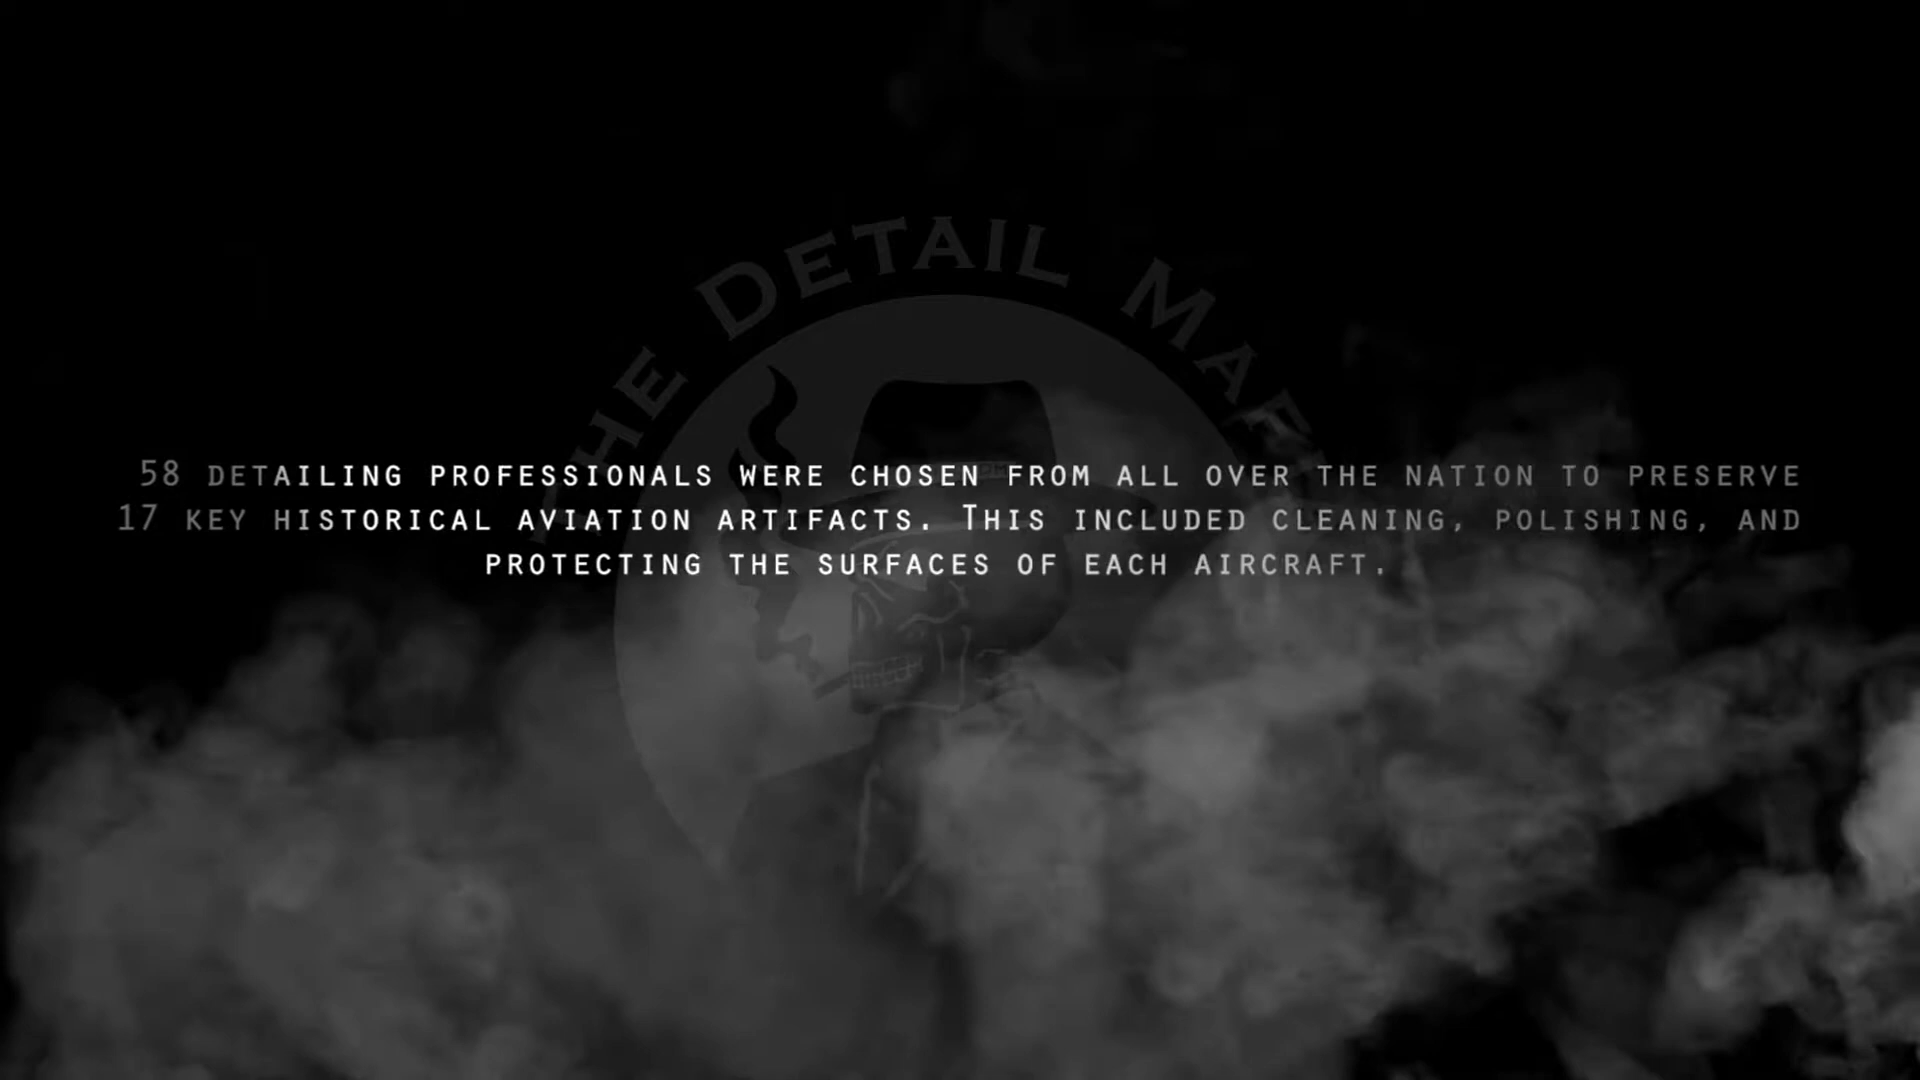 THE DETAIL MAF
58 DETAILING PROFESSIONALS WERE CHOSEN FROM ALL OVER THE NATION TO PRESERVE
17 KEY HISTORICAL AVIATION ARTIFACTS. THIS INCLUDED CLEANING, POLISHING, AND
PROTECTING THE SURFACES OF EACH AIRCRAFT.